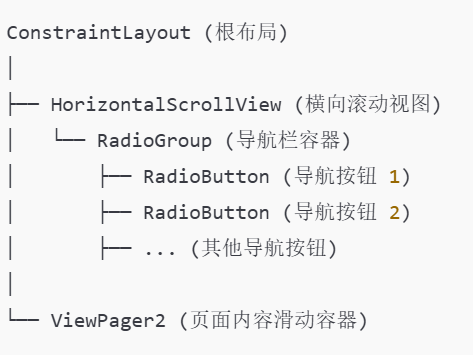 ConstraintLayout (根布局)
│
├── HorizontalScrollView (横向滚动视图)
│   └── RadioGroup (导航栏容器)
│       ├── RadioButton (导航按钮 1)
│       ├── RadioButton (导航按钮 2)
│       ├── ... (其他导航按钮)
│
└── ViewPager2 (页面内容滑动容器)